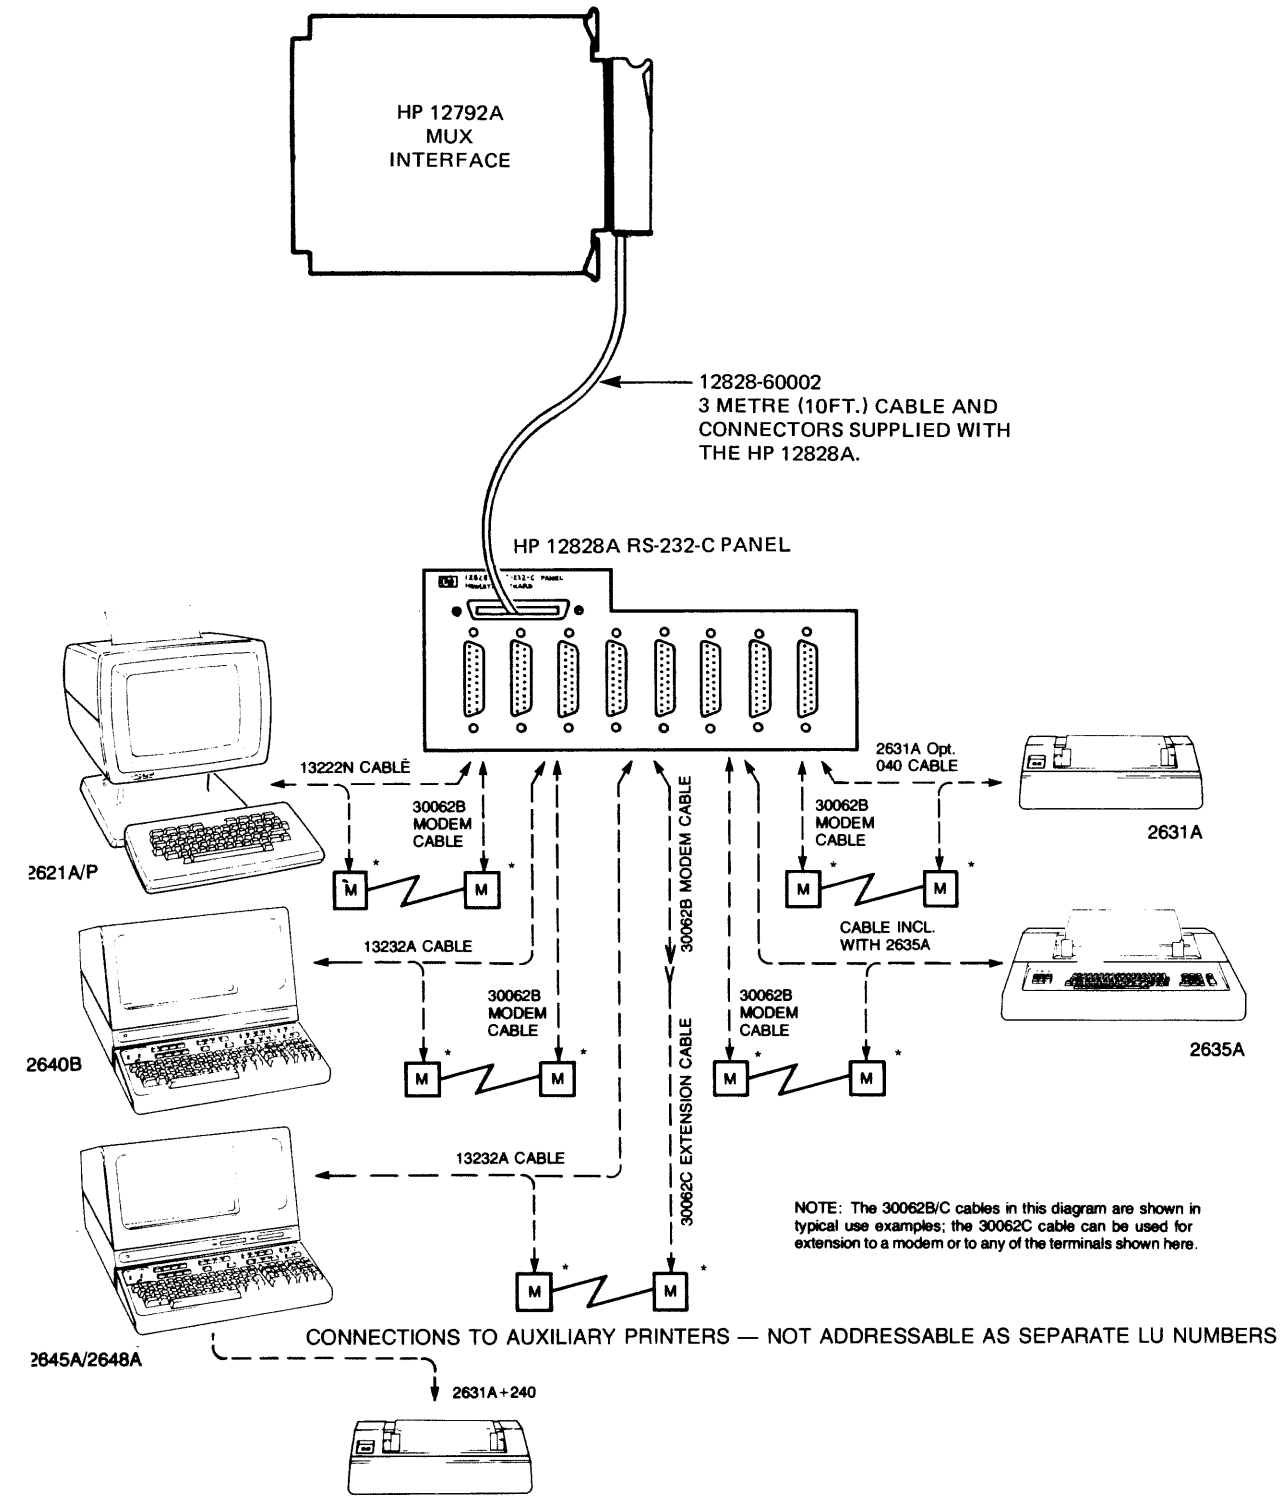 HP 12792A
MUX
INTERFACE
12828-60002
3 METRE (10FT.) CABLE AND
CONNECTORS SUPPLIED WITH
THE HP 12828A.
HP 12828A RS-232-C PANEL
PANEL
13222N CABLE
30062B
MODEM
CABLE
2621A/P
M
*
M
*
2631A Opt.
040 CABLE
30062B
MODEM
CABLE
2631A
M
*
M
*
30062B MODEM CABLE
13232A CABLE
30062B
MODEM
CABLE
2640B
M
*
M
*
CABLE INCL.
WITH 2635A
30062B
MODEM
CABLE
2635A
M
*
M
*
30062C EXTENSION CABLE
13232A CABLE
M
*
M
*
NOTE: The 30062B/C cables in this diagram are shown in
typical use examples; the 30062C cable can be used for
extension to a modem or to any of the terminals shown here.
CONNECTIONS TO AUXILIARY PRINTERS — NOT ADDRESSABLE AS SEPARATE LU NUMBERS
2645A/2648A
2631A+240